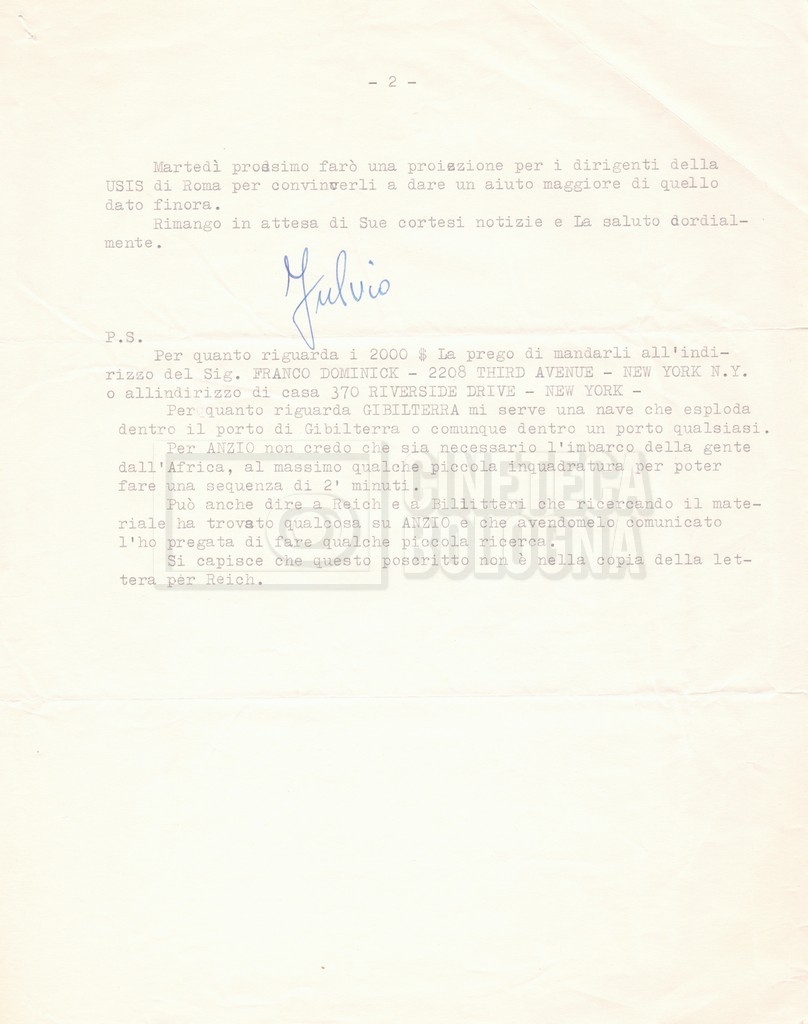 - 2 -
Martedì prossimo farò una proiezione per i dirigenti della
USIS di Roma per convincerli a dare un aiuto maggiore di quello
dato finora.
Rimango in attesa di Sue cortesi notizie e La saluto cordial-
mente.
Fulvio
P.S.
Per quanto riguarda i 2000 $ La prego di mandarli all'indi-
rizzo del Sig. FRANCO DOMINICK - 2208 THIRD AVENUE - NEW YORK N.Y.
o allindirizzo di casa 370 RIVERSIDE DRIVE - NEW YORK -
Per quanto riguarda GIBILTERRA mi serve una nave che esploda
dentro il porto di Gibilterra o comunque dentro un porto qualsiasi.
Per ANZIO non credo che sia necessario l'imbarco della gente
dall'Africa, al massimo qualche piccola inquadratura per poter
fare una sequenza di 2' minuti.
Può anche dire a Reich e a Billitteri che ricercando il mate-
riale ha trovato qualcosa su ANZIO e che avendomelo comunicato
l'ho pregata di fare qualche piccola ricerca.
Si capisce che questo poscritto non è nella copia della let-
tera per Reich.
CINETECA
BOLOGNA